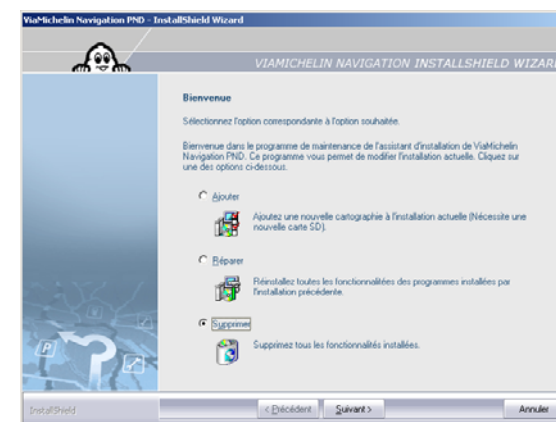 ViaMichelin Navigation PND - InstallShield Wizard
VIAMICHELIN NAVIGATION INSTALLSHIELD WIZAR
Bienvenue
Sélectionnez l'option correspondante à l'option souhaitée.
Bienvenue dans le programme de maintenance de l'assistant d'installation de ViaMichelin
Navigation PND. Ce programme vous permet de modifier l'installation actuelle. Cliquez sur
une des options ci-dessous.
Ajouter
Ajoutez une nouvelle cartographie à l'installation actuelle (Nécessite une
nouvelle carte SD).
Réparer
Réinstallez toutes les fonctionnalités des programmes installées par
l'installation précédente.
Supprimer
Supprimez tous les fonctionnalités installées.
P
InstallShield
< Précédent
Suivant >
Annuler